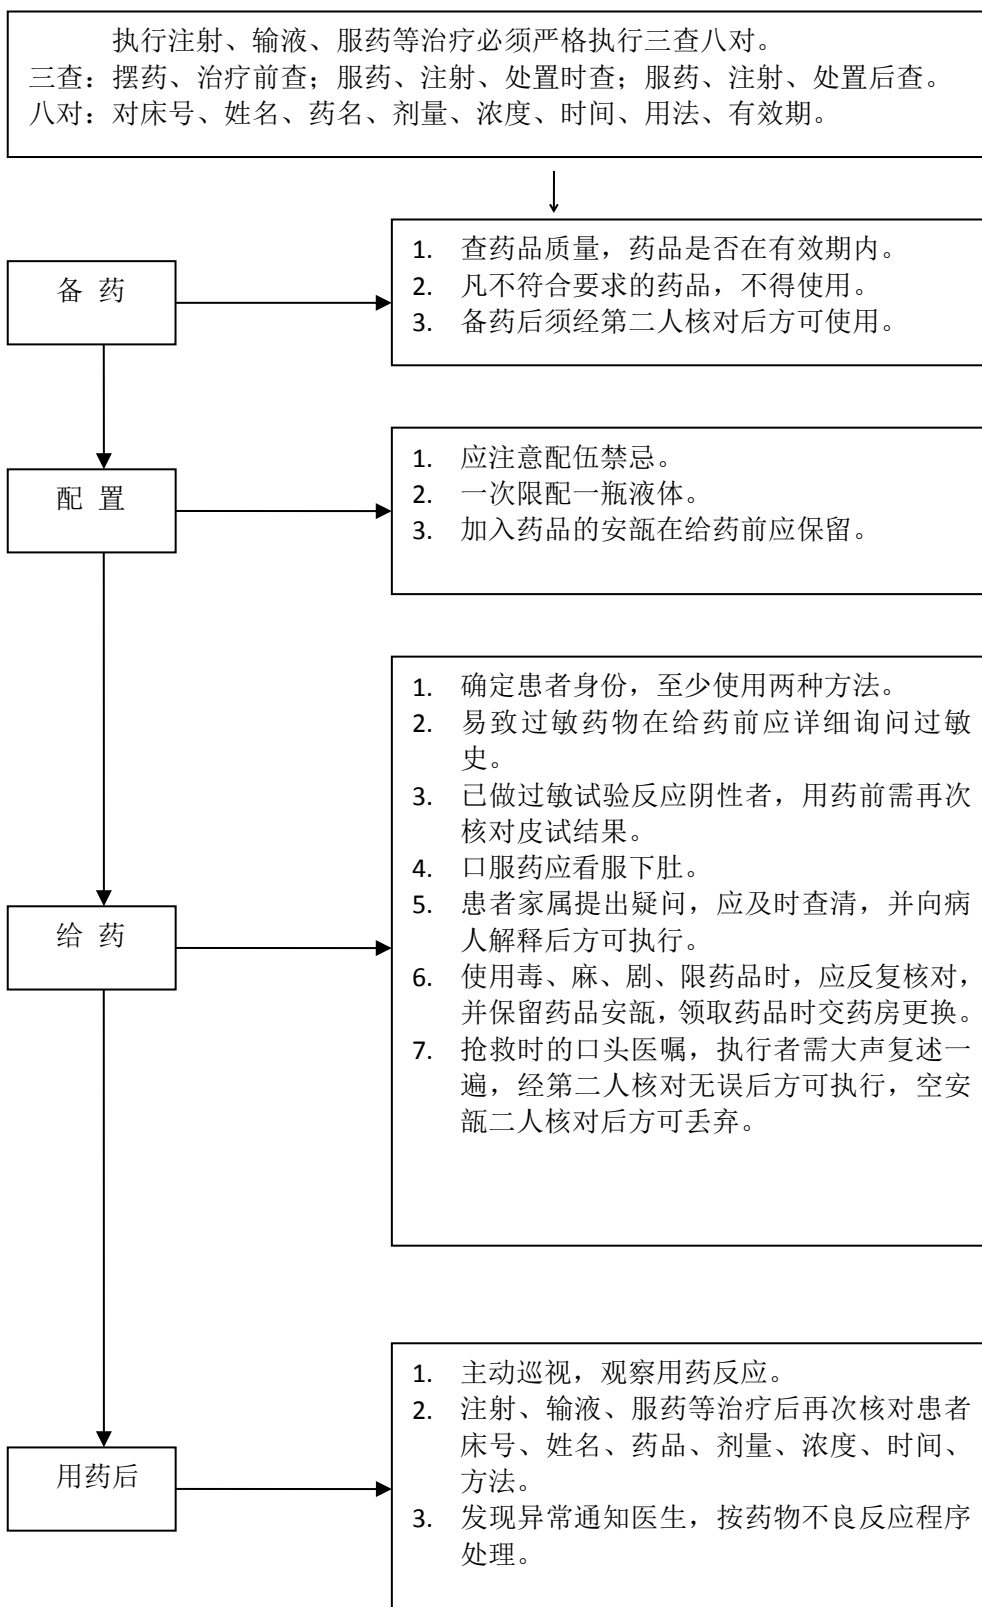 执行注射、输液、服药等治疗必须严格执行三查八对。
三查：摆药、治疗前查；服药、注射、处置时查；服药、注射、处置后查。
八对：对床号、姓名、药名、剂量、浓度、时间、用法、有效期。
备 药
1. 查药品质量，药品是否在有效期内。
2. 凡不符合要求的药品，不得使用。
3. 备药后须经第二人核对后方可使用。
配 置
1. 应注意配伍禁忌。
2. 一次限配一瓶液体。
3. 加入药品的安瓿在给药前应保留。
给 药
1. 确定患者身份，至少使用两种方法。
2. 易致过敏药物在给药前应详细询问过敏
史。
3. 已做过敏试验反应阴性者，用药前需再次
核对皮试结果。
4. 口服药应看服下肚。
5. 患者家属提出疑问，应及时查清，并向病
人解释后方可执行。
6. 使用毒、麻、剧、限药品时，应反复核对，
并保留药品安瓿，领取药品时交药房更换。
7. 抢救时的口头医嘱，执行者需大声复述一
遍，经第二人核对无误后方可执行，空安
瓿二人核对后方可丢弃。
用药后
1. 主动巡视，观察用药反应。
2. 注射、输液、服药等治疗后再次核对患者
床号、姓名、药品、剂量、浓度、时间、
方法。
3. 发现异常通知医生，按药物不良反应程序
处理。